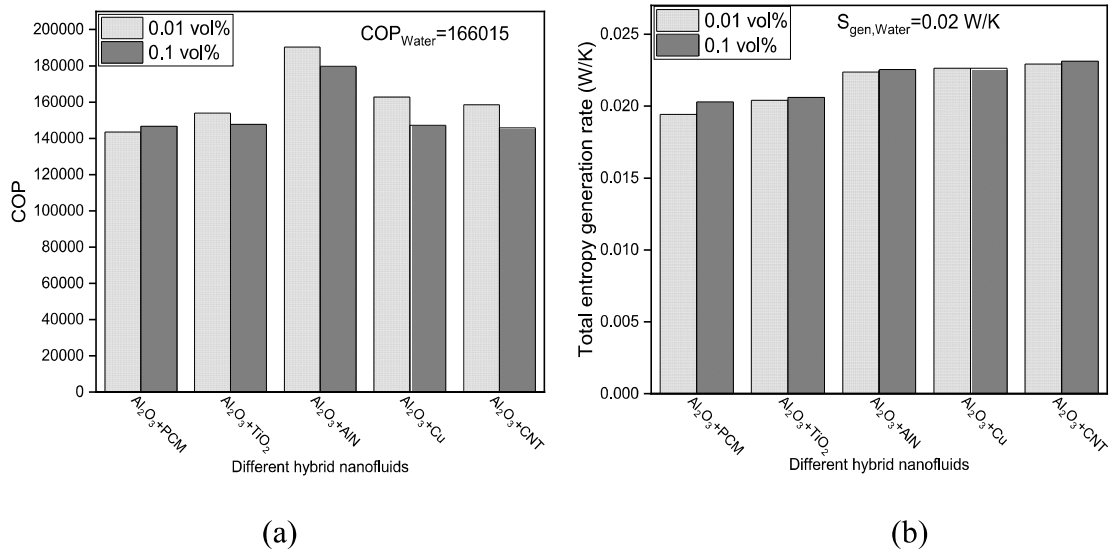 0.01 vol%
0.1 vol%
COP_Water=166015
200000
180000
160000
140000
120000
100000
80000
60000
40000
20000
0
COP
Al₂O₃+PCM
Al₂O₃+TiO₂
Al₂O₃+AlN
Al₂O₃+Cu
Al₂O₃+CNT
Different hybrid nanofluids
(a)
0.01 vol%
0.1 vol%
S_gen,Water=0.02 W/K
0.025
0.020
0.015
0.010
0.005
0.000
Total entropy generation rate (W/K)
Al₂O₃+PCM
Al₂O₃+TiO₂
Al₂O₃+AlN
Al₂O₃+Cu
Al₂O₃+CNT
Different hybrid nanofluids
(b)